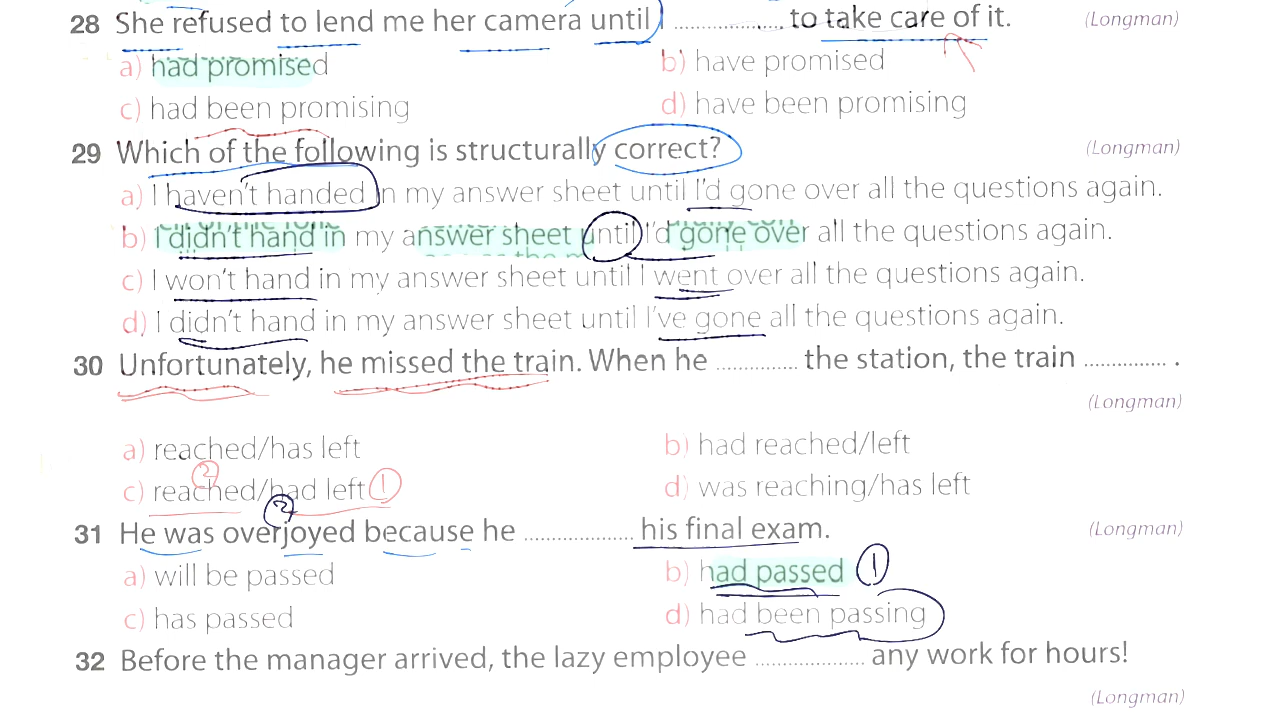 28 She refused to lend me her camera until I .................... to take care of it. (Longman)
a) had promised b) have promised
c) had been promising d) have been promising
29 Which of the following is structurally correct? (Longman)
a) I haven't handed in my answer sheet until I'd gone over all the questions again.
b) I didn't hand in my answer sheet until I'd gone over all the questions again.
c) I won't hand in my answer sheet until I went over all the questions again.
d) I didn't hand in my answer sheet until I've gone all the questions again.
30 Unfortunately, he missed the train. When he ............... the station, the train ............... .
(Longman)
a) reached/has left b) had reached/left
2
c) reached/had left 1 d) was reaching/has left
2
31 He was overjoyed because he .................... his final exam. (Longman)
a) will be passed b) had passed 1
c) has passed d) had been passing
32 Before the manager arrived, the lazy employee .................... any work for hours!
(Longman)